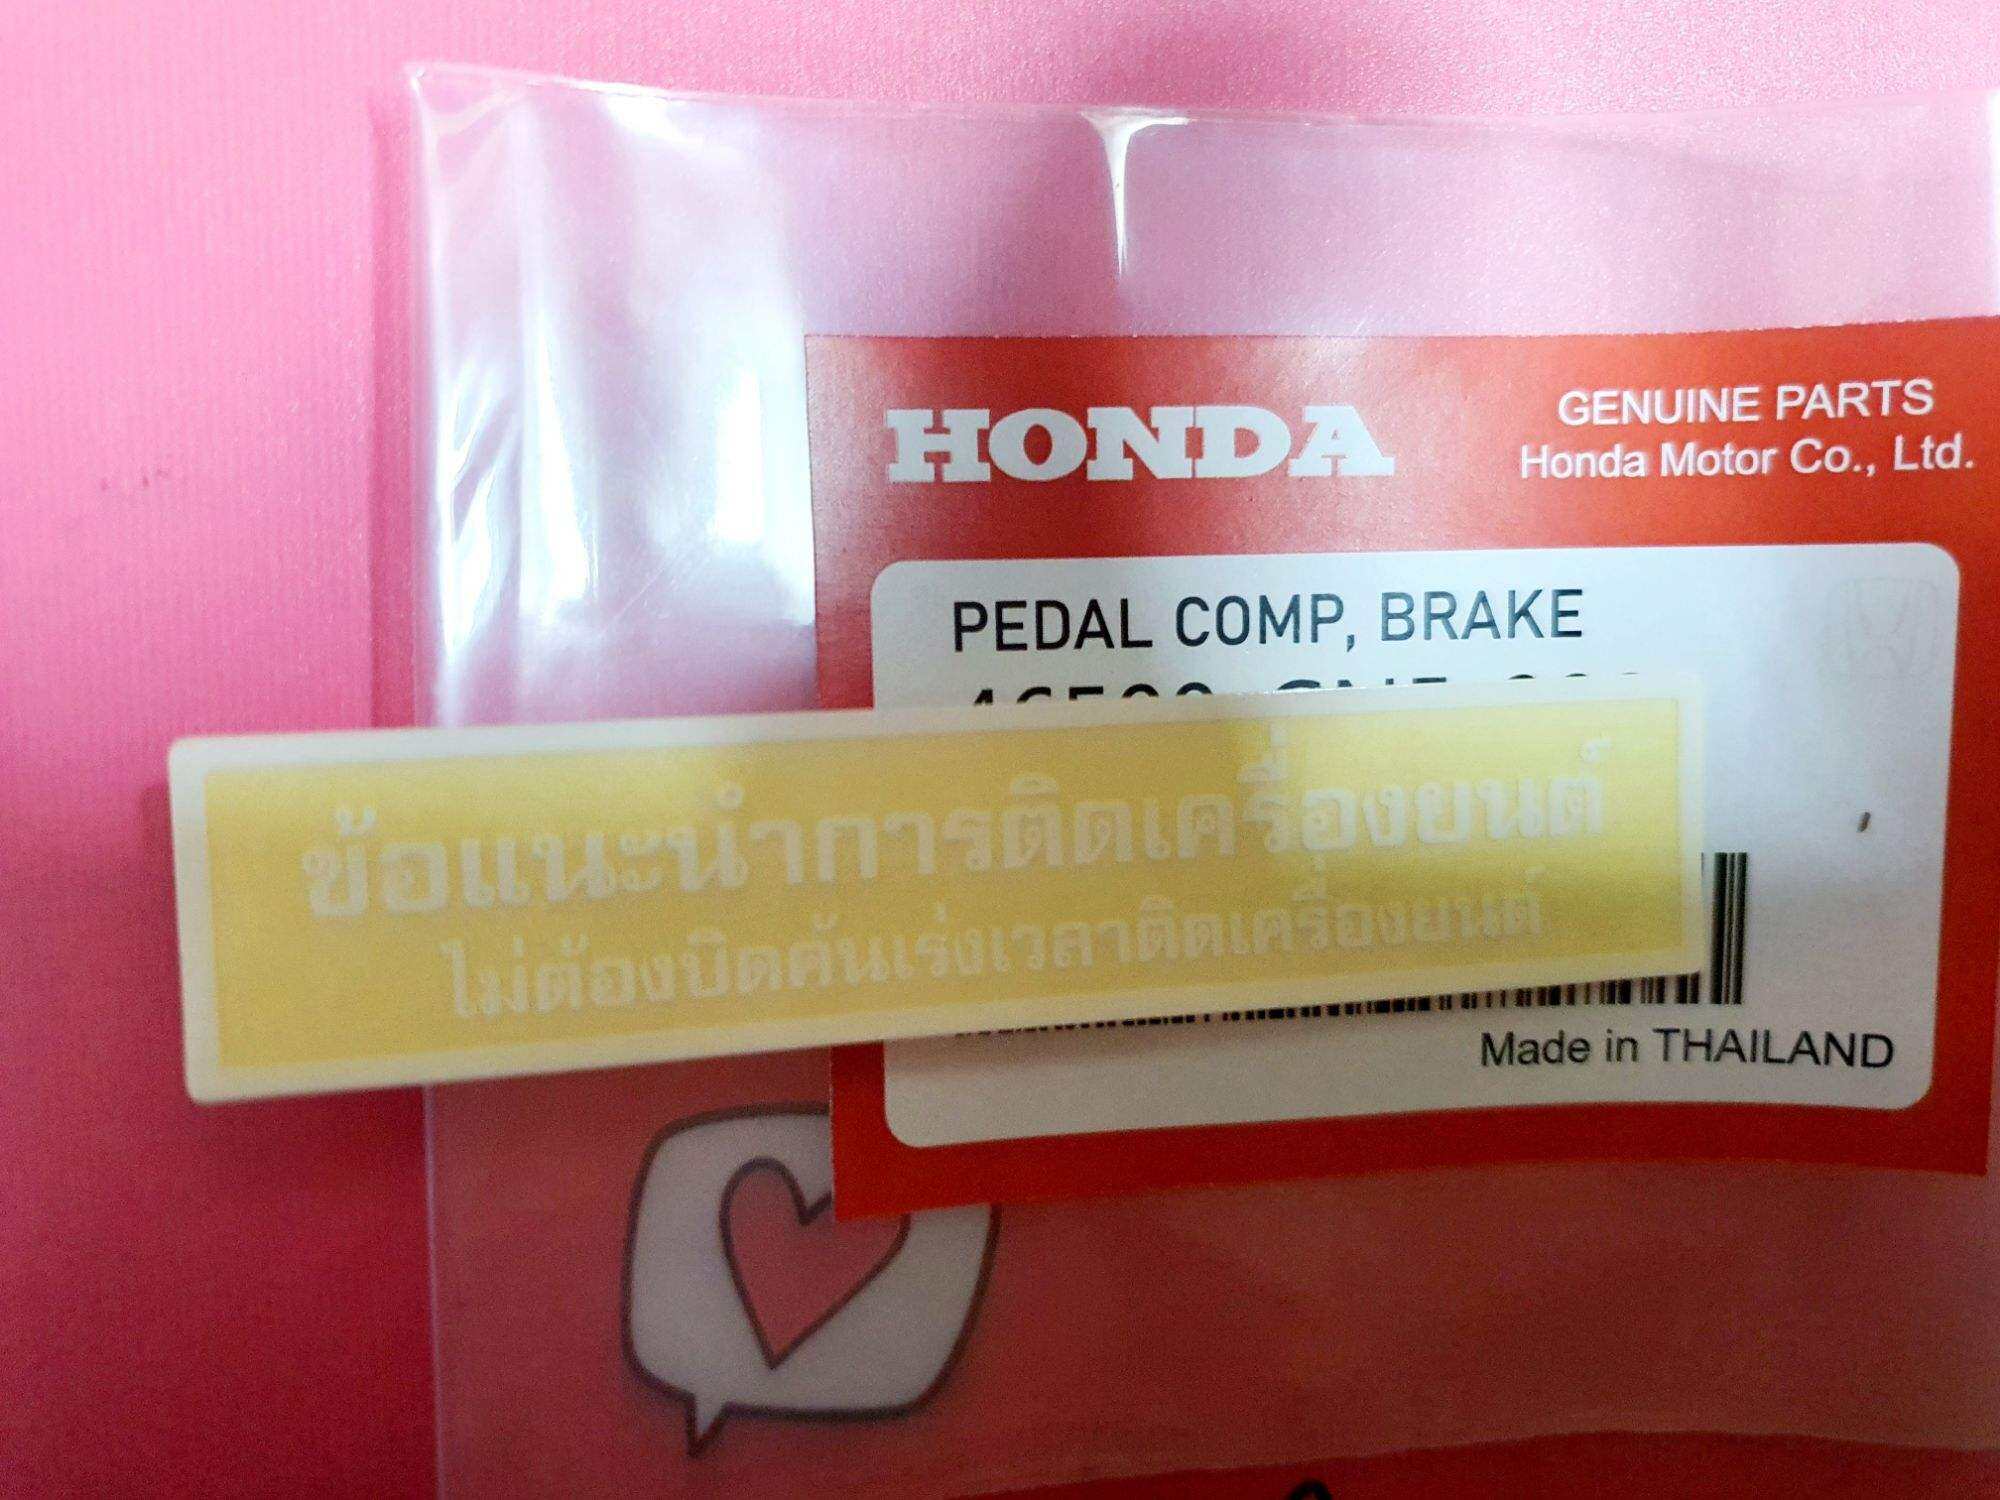 HONDA
GENUINE PARTS
Honda Motor Co., Ltd.
PEDAL COMP, BRAKE
ข้อแนะนำการติดเครื่องยนต์
ไม่ต้องบิดคันเร่งเวลาติดเครื่องยนต์
Made in THAILAND